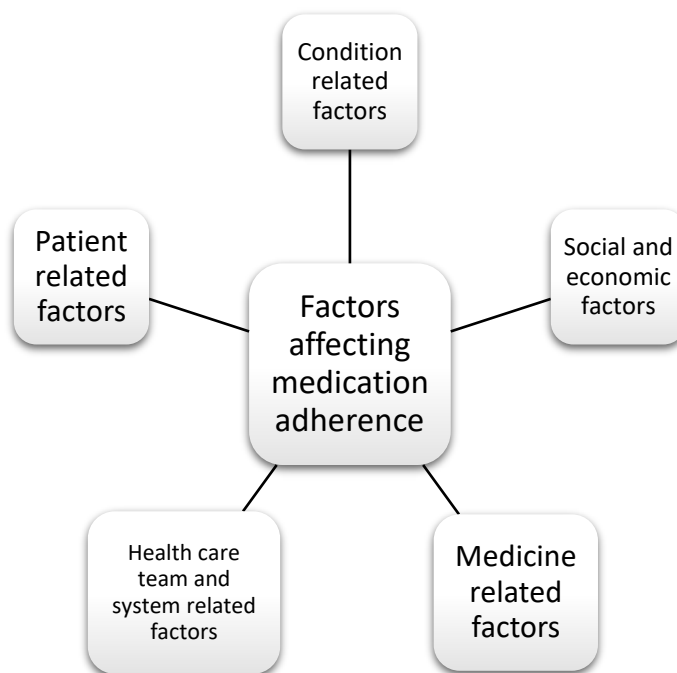 Condition
related
factors
Patient
related
factors
Social and
economic
factors
Factors
affecting
medication
adherence
Health care
team and
system related
factors
Medicine
related
factors